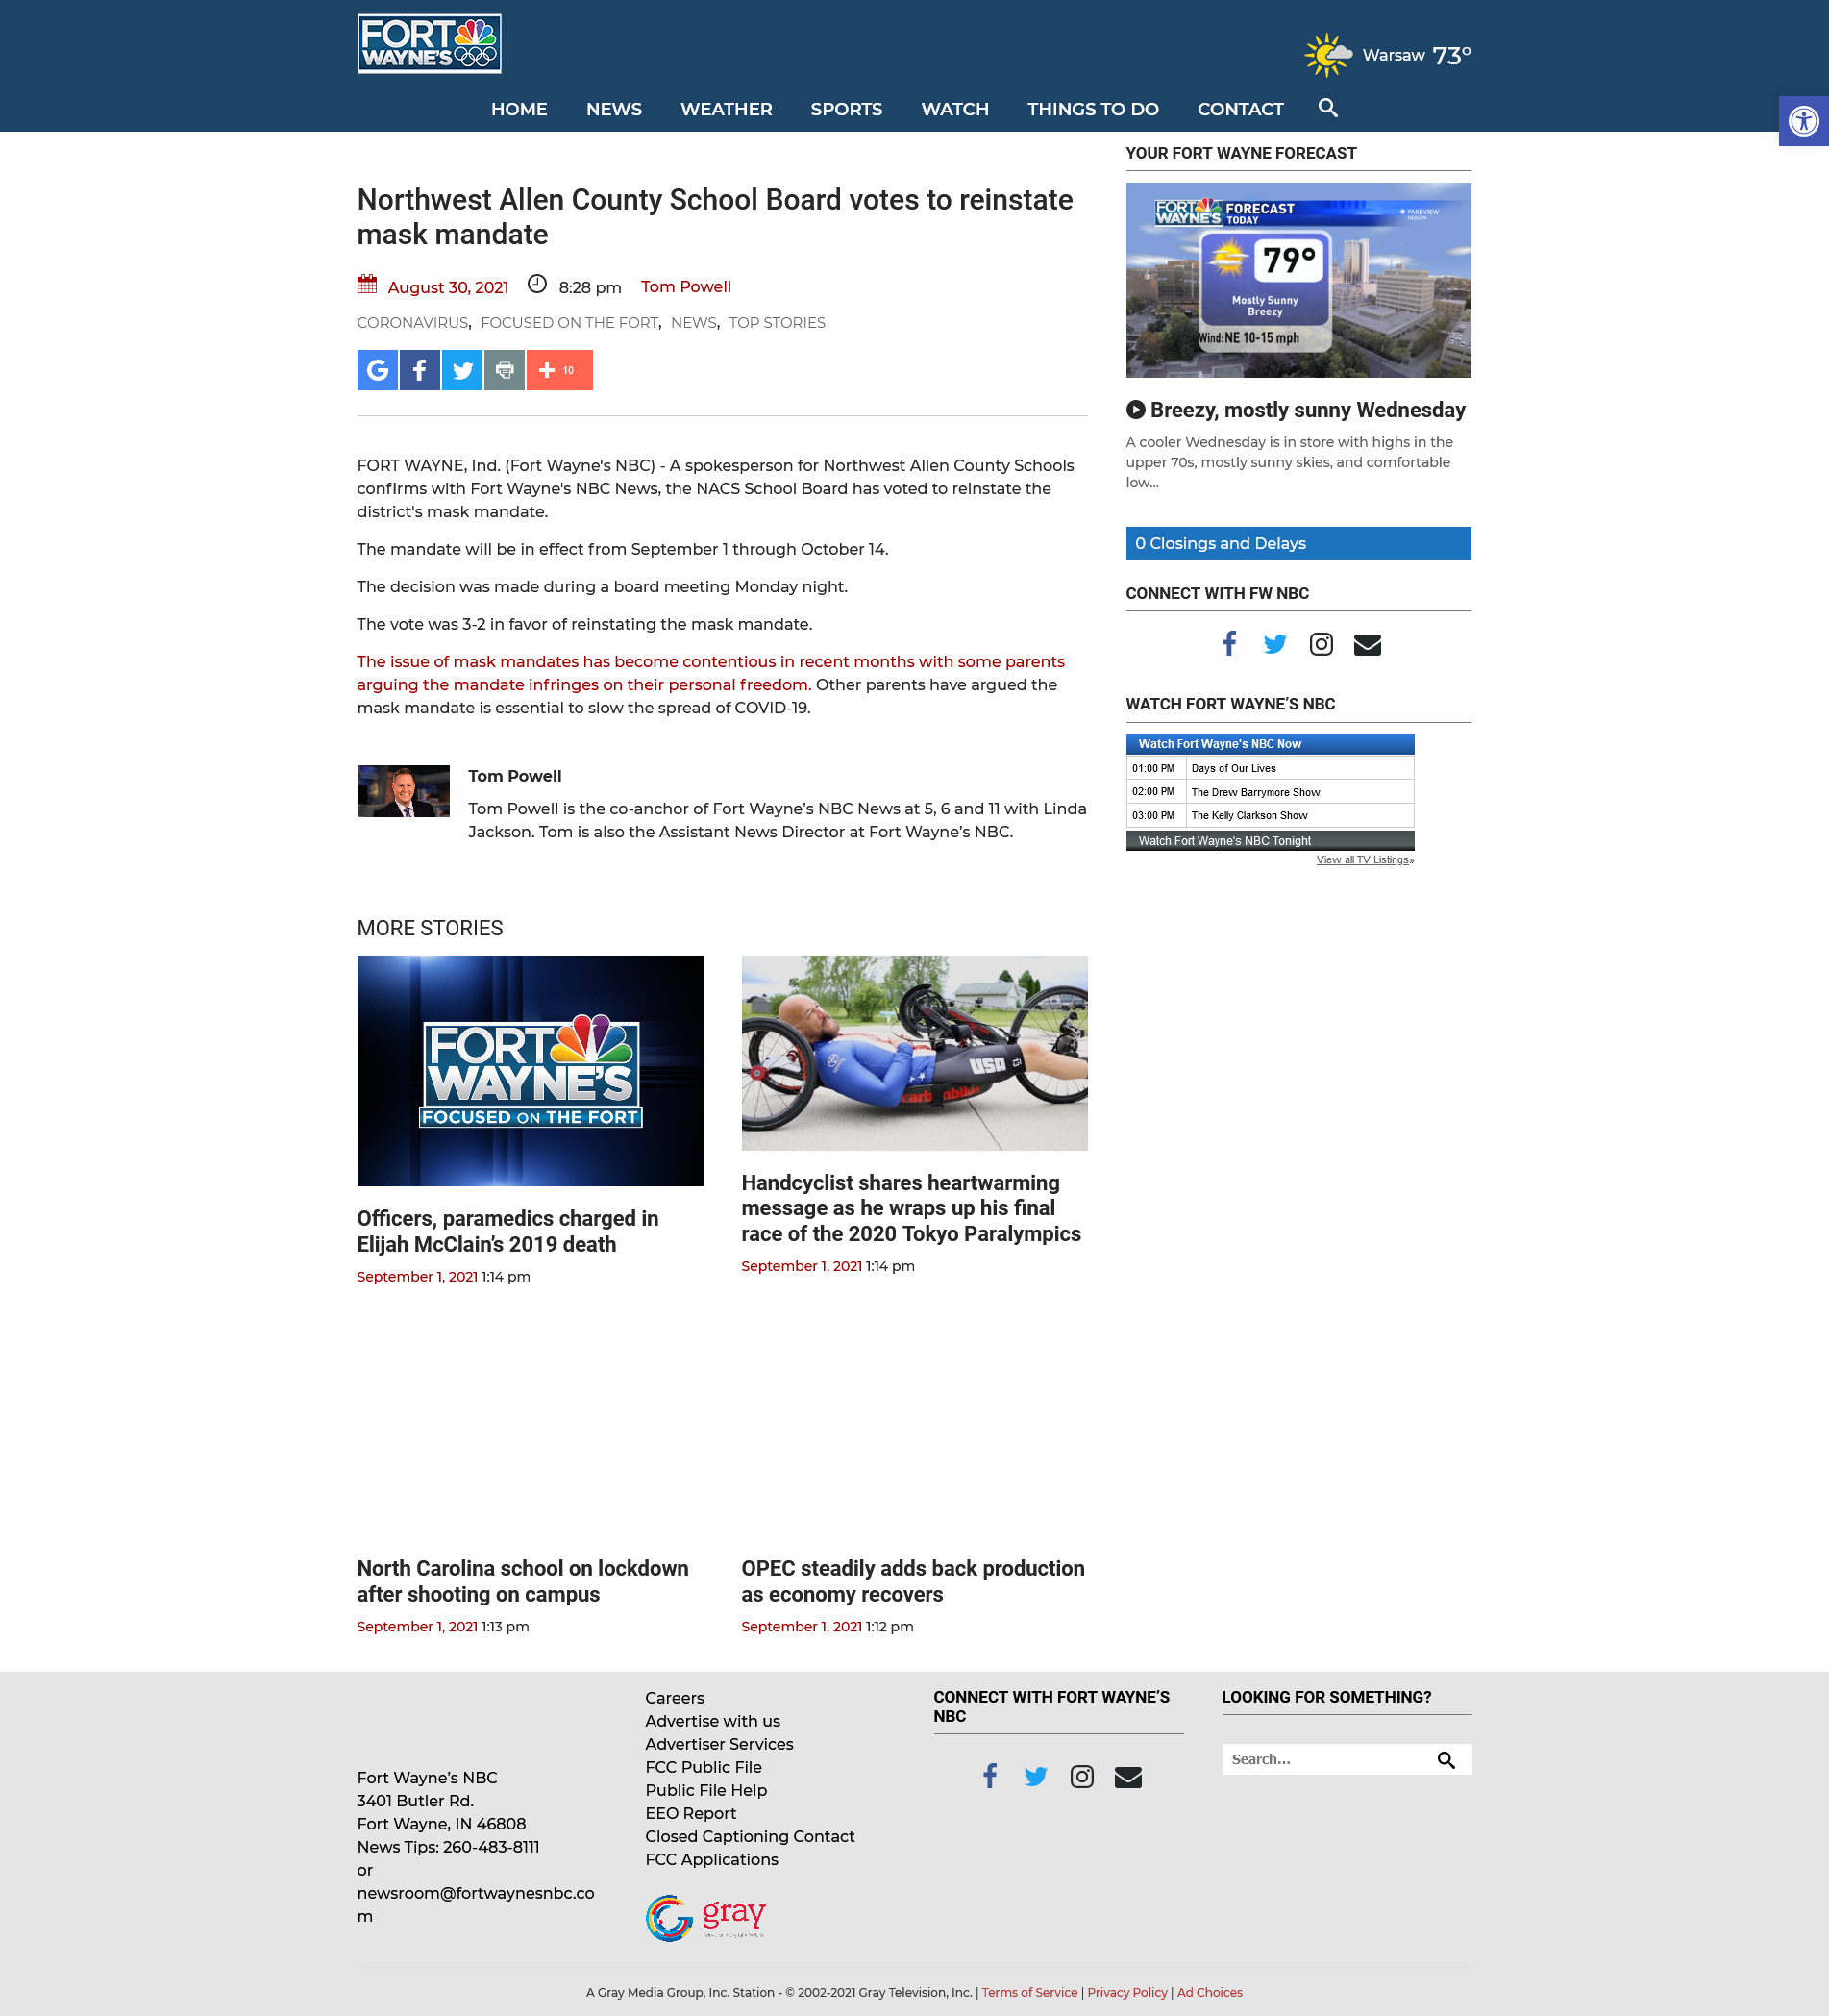 FORT
WAYNE'S
Warsaw 73°
HOME NEWS WEATHER SPORTS WATCH THINGS TO DO CONTACT
Northwest Allen County School Board votes to reinstate
mask mandate
August 30, 2021 8:28 pm Tom Powell
CORONAVIRUS, FOCUSED ON THE FORT, NEWS, TOP STORIES
10
FORT WAYNE, Ind. (Fort Wayne's NBC) - A spokesperson for Northwest Allen County Schools
confirms with Fort Wayne's NBC News, the NACS School Board has voted to reinstate the
district's mask mandate.
The mandate will be in effect from September 1 through October 14.
The decision was made during a board meeting Monday night.
The vote was 3-2 in favor of reinstating the mask mandate.
The issue of mask mandates has become contentious in recent months with some parents
arguing the mandate infringes on their personal freedom. Other parents have argued the
mask mandate is essential to slow the spread of COVID-19.
Tom Powell
Tom Powell is the co-anchor of Fort Wayne’s NBC News at 5, 6 and 11 with Linda
Jackson. Tom is also the Assistant News Director at Fort Wayne’s NBC.
MORE STORIES
FORT
WAYNE'S
FOCUSED ON THE FORT
Officers, paramedics charged in
Elijah McClain’s 2019 death
September 1, 2021 1:14 pm
USA
carbonbike
Handcyclist shares heartwarming
message as he wraps up his final
race of the 2020 Tokyo Paralympics
September 1, 2021 1:14 pm
North Carolina school on lockdown
after shooting on campus
September 1, 2021 1:13 pm
OPEC steadily adds back production
as economy recovers
September 1, 2021 1:12 pm
YOUR FORT WAYNE FORECAST
FORT
WAYNE'S
FORECAST
TODAY
PARKVIEW
HEALTH
79°
Mostly Sunny
Breezy
Wind:NE 10-15 mph
Breezy, mostly sunny Wednesday
A cooler Wednesday is in store with highs in the
upper 70s, mostly sunny skies, and comfortable
low...
0 Closings and Delays
CONNECT WITH FW NBC
WATCH FORT WAYNE’S NBC
Watch Fort Wayne's NBC Now
01:00 PM Days of Our Lives
02:00 PM The Drew Barrymore Show
03:00 PM The Kelly Clarkson Show
Watch Fort Wayne's NBC Tonight
View all TV Listings»
Fort Wayne’s NBC
3401 Butler Rd.
Fort Wayne, IN 46808
News Tips: 260-483-8111
or
newsroom@fortwaynesnbc.co
m
Careers
Advertise with us
Advertiser Services
FCC Public File
Public File Help
EEO Report
Closed Captioning Contact
FCC Applications
gray
CONNECT WITH FORT WAYNE’S
NBC
LOOKING FOR SOMETHING?
Search...
A Gray Media Group, Inc. Station - © 2002-2021 Gray Television, Inc. | Terms of Service | Privacy Policy | Ad Choices